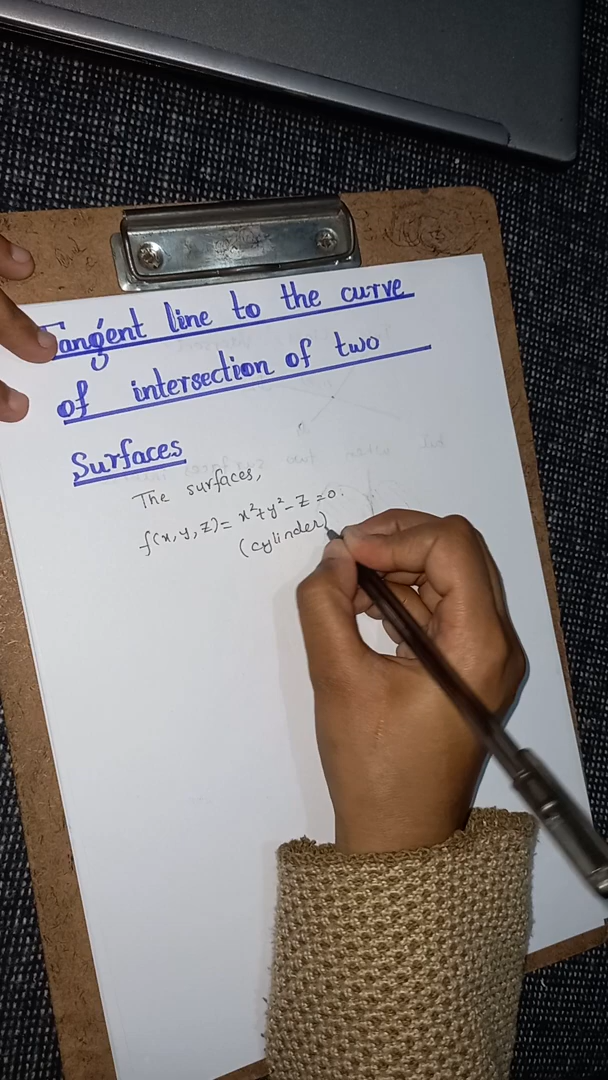 Tangent line to the curve
of intersection of two
Surfaces
The surfaces,
f(x, y, z) = x² + y² - z = 0.
(cylinder)